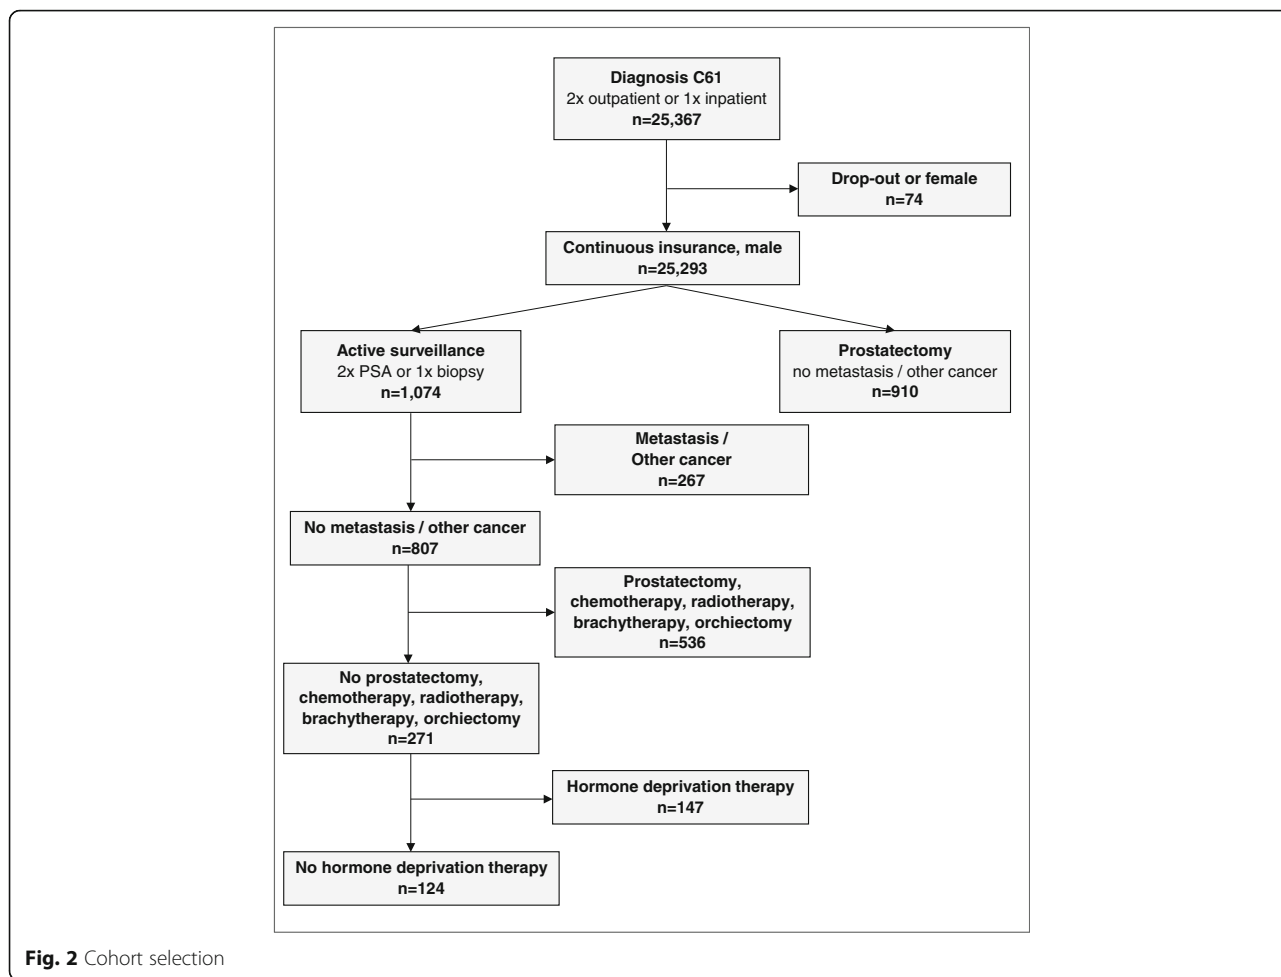 Diagnosis C61
2x outpatient or 1x inpatient
n=25,367
Drop-out or female
n=74
Continuous insurance, male
n=25,293
Active surveillance
2x PSA or 1x biopsy
n=1,074
Prostatectomy
no metastasis / other cancer
n=910
Metastasis /
Other cancer
n=267
No metastasis / other cancer
n=807
Prostatectomy,
chemotherapy, radiotherapy,
brachytherapy, orchiectomy
n=536
No prostatectomy,
chemotherapy, radiotherapy,
brachytherapy, orchiectomy
n=271
Hormone deprivation therapy
n=147
No hormone deprivation therapy
n=124
Fig. 2 Cohort selection